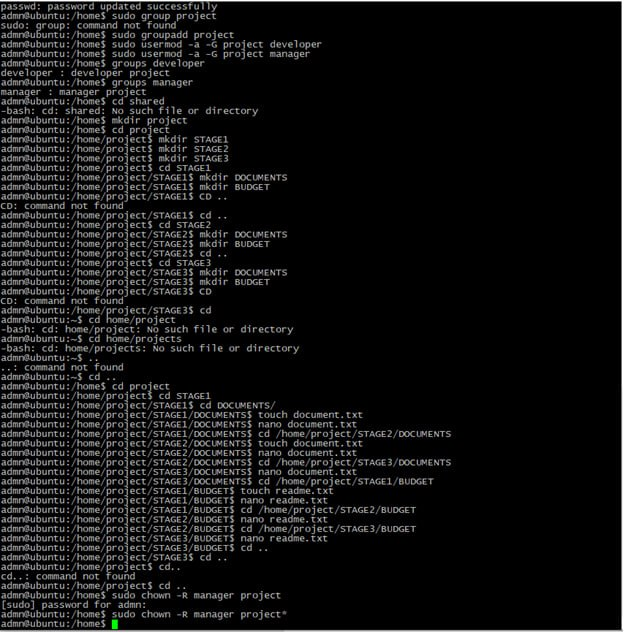 passwd: password updated successfully
admn@ubuntu:/home$ sudo group project
sudo: group: command not found
admn@ubuntu:/home$ sudo groupadd project
admn@ubuntu:/home$ sudo usermod -a -G project developer
admn@ubuntu:/home$ sudo usermod -a -G project manager
admn@ubuntu:/home$ groups developer
developer : developer project
admn@ubuntu:/home$ groups manager
manager : manager project
admn@ubuntu:/home$ cd shared
-bash: cd: shared: No such file or directory
admn@ubuntu:/home$ mkdir project
admn@ubuntu:/home$ cd project
admn@ubuntu:/home/project$ mkdir STAGE1
admn@ubuntu:/home/project$ mkdir STAGE2
admn@ubuntu:/home/project$ mkdir STAGE3
admn@ubuntu:/home/project$ cd STAGE1
admn@ubuntu:/home/project/STAGE1$ mkdir DOCUMENTS
admn@ubuntu:/home/project/STAGE1$ mkdir BUDGET
admn@ubuntu:/home/project/STAGE1$ CD ..
CD: command not found
admn@ubuntu:/home/project/STAGE1$ cd ..
admn@ubuntu:/home/project$ cd STAGE2
admn@ubuntu:/home/project/STAGE2$ mkdir DOCUMENTS
admn@ubuntu:/home/project/STAGE2$ mkdir BUDGET
admn@ubuntu:/home/project/STAGE2$ cd ..
admn@ubuntu:/home/project$ cd STAGE3
admn@ubuntu:/home/project/STAGE3$ mkdir DOCUMENTS
admn@ubuntu:/home/project/STAGE3$ mkdir BUDGET
admn@ubuntu:/home/project/STAGE3$ CD
CD: command not found
admn@ubuntu:/home/project/STAGE3$ cd
admn@ubuntu:~$ cd home/project
-bash: cd: home/project: No such file or directory
admn@ubuntu:~$ cd home/projects
-bash: cd: home/projects: No such file or directory
admn@ubuntu:~$ ..
..: command not found
admn@ubuntu:~$ cd ..
admn@ubuntu:/home$ cd project
admn@ubuntu:/home/project$ cd STAGE1
admn@ubuntu:/home/project/STAGE1$ cd DOCUMENTS/
admn@ubuntu:/home/project/STAGE1/DOCUMENTS$ touch document.txt
admn@ubuntu:/home/project/STAGE1/DOCUMENTS$ nano document.txt
admn@ubuntu:/home/project/STAGE1/DOCUMENTS$ cd /home/project/STAGE2/DOCUMENTS
admn@ubuntu:/home/project/STAGE2/DOCUMENTS$ touch document.txt
admn@ubuntu:/home/project/STAGE2/DOCUMENTS$ nano document.txt
admn@ubuntu:/home/project/STAGE2/DOCUMENTS$ cd /home/project/STAGE3/DOCUMENTS
admn@ubuntu:/home/project/STAGE3/DOCUMENTS$ nano document.txt
admn@ubuntu:/home/project/STAGE3/DOCUMENTS$ cd /home/project/STAGE1/BUDGET
admn@ubuntu:/home/project/STAGE1/BUDGET$ touch readme.txt
admn@ubuntu:/home/project/STAGE1/BUDGET$ nano readme.txt
admn@ubuntu:/home/project/STAGE1/BUDGET$ cd /home/project/STAGE2/BUDGET
admn@ubuntu:/home/project/STAGE2/BUDGET$ nano readme.txt
admn@ubuntu:/home/project/STAGE2/BUDGET$ cd /home/project/STAGE3/BUDGET
admn@ubuntu:/home/project/STAGE3/BUDGET$ nano readme.txt
admn@ubuntu:/home/project/STAGE3/BUDGET$ cd ..
admn@ubuntu:/home/project/STAGE3$ cd ..
admn@ubuntu:/home/project$ cd..
cd..: command not found
admn@ubuntu:/home/project$ cd ..
admn@ubuntu:/home$ sudo chown -R manager project
[sudo] password for admn:
admn@ubuntu:/home$ sudo chown -R manager project*
admn@ubuntu:/home$